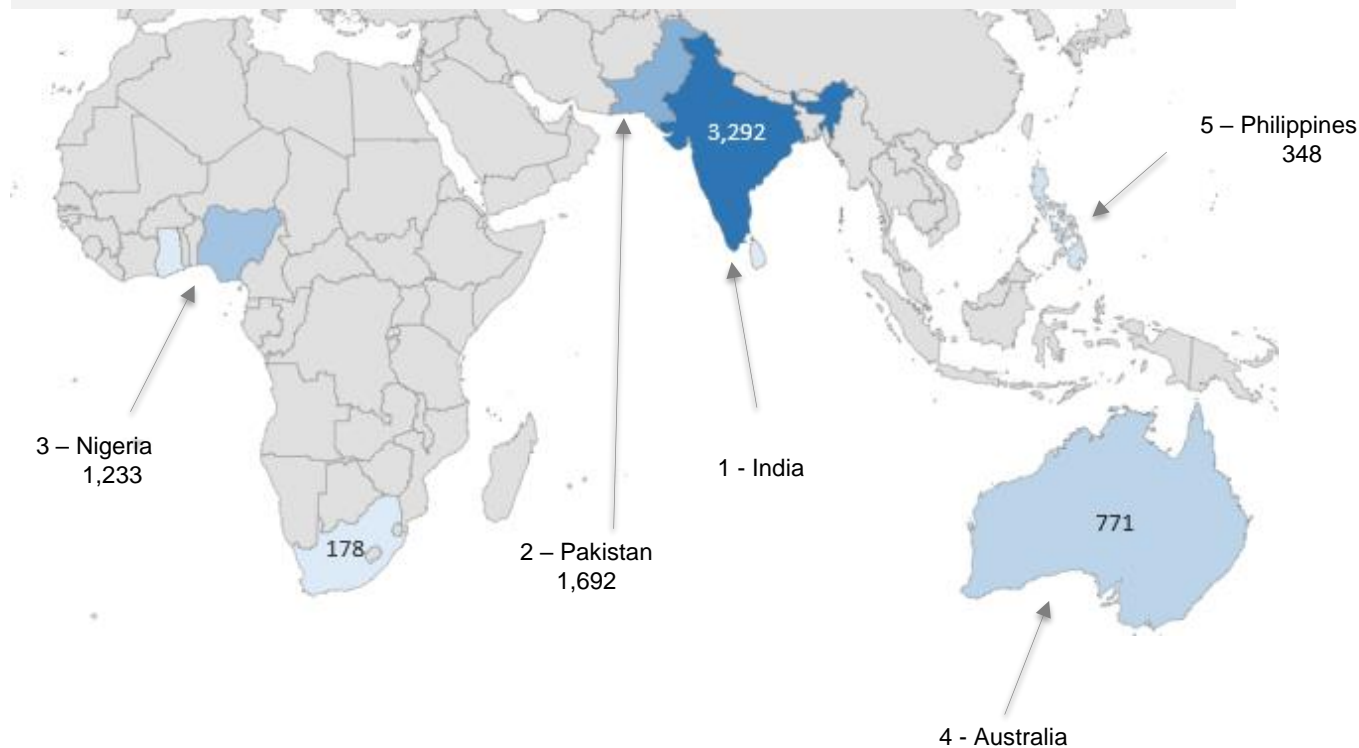 3,292
5 – Philippines
348
3 – Nigeria
1,233
1 - India
771
178
2 – Pakistan
1,692
4 - Australia